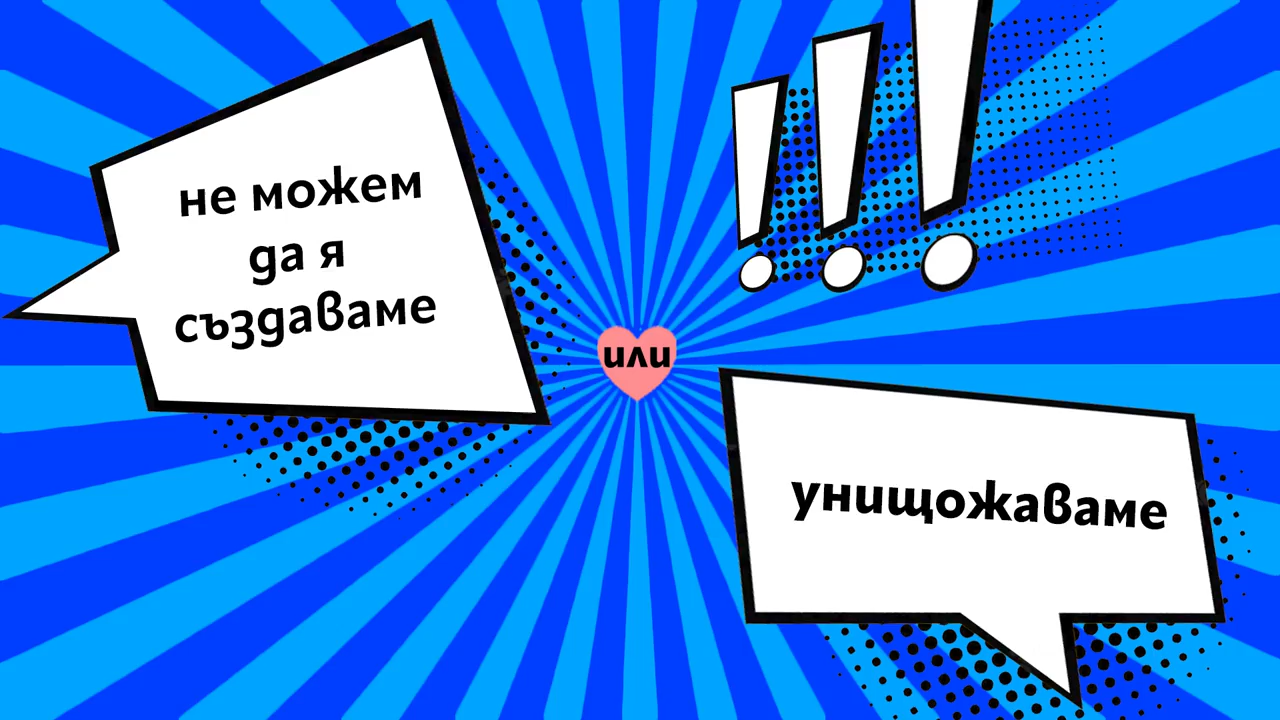 не можем
да я
създаваме
или
унищожаваме
!!!